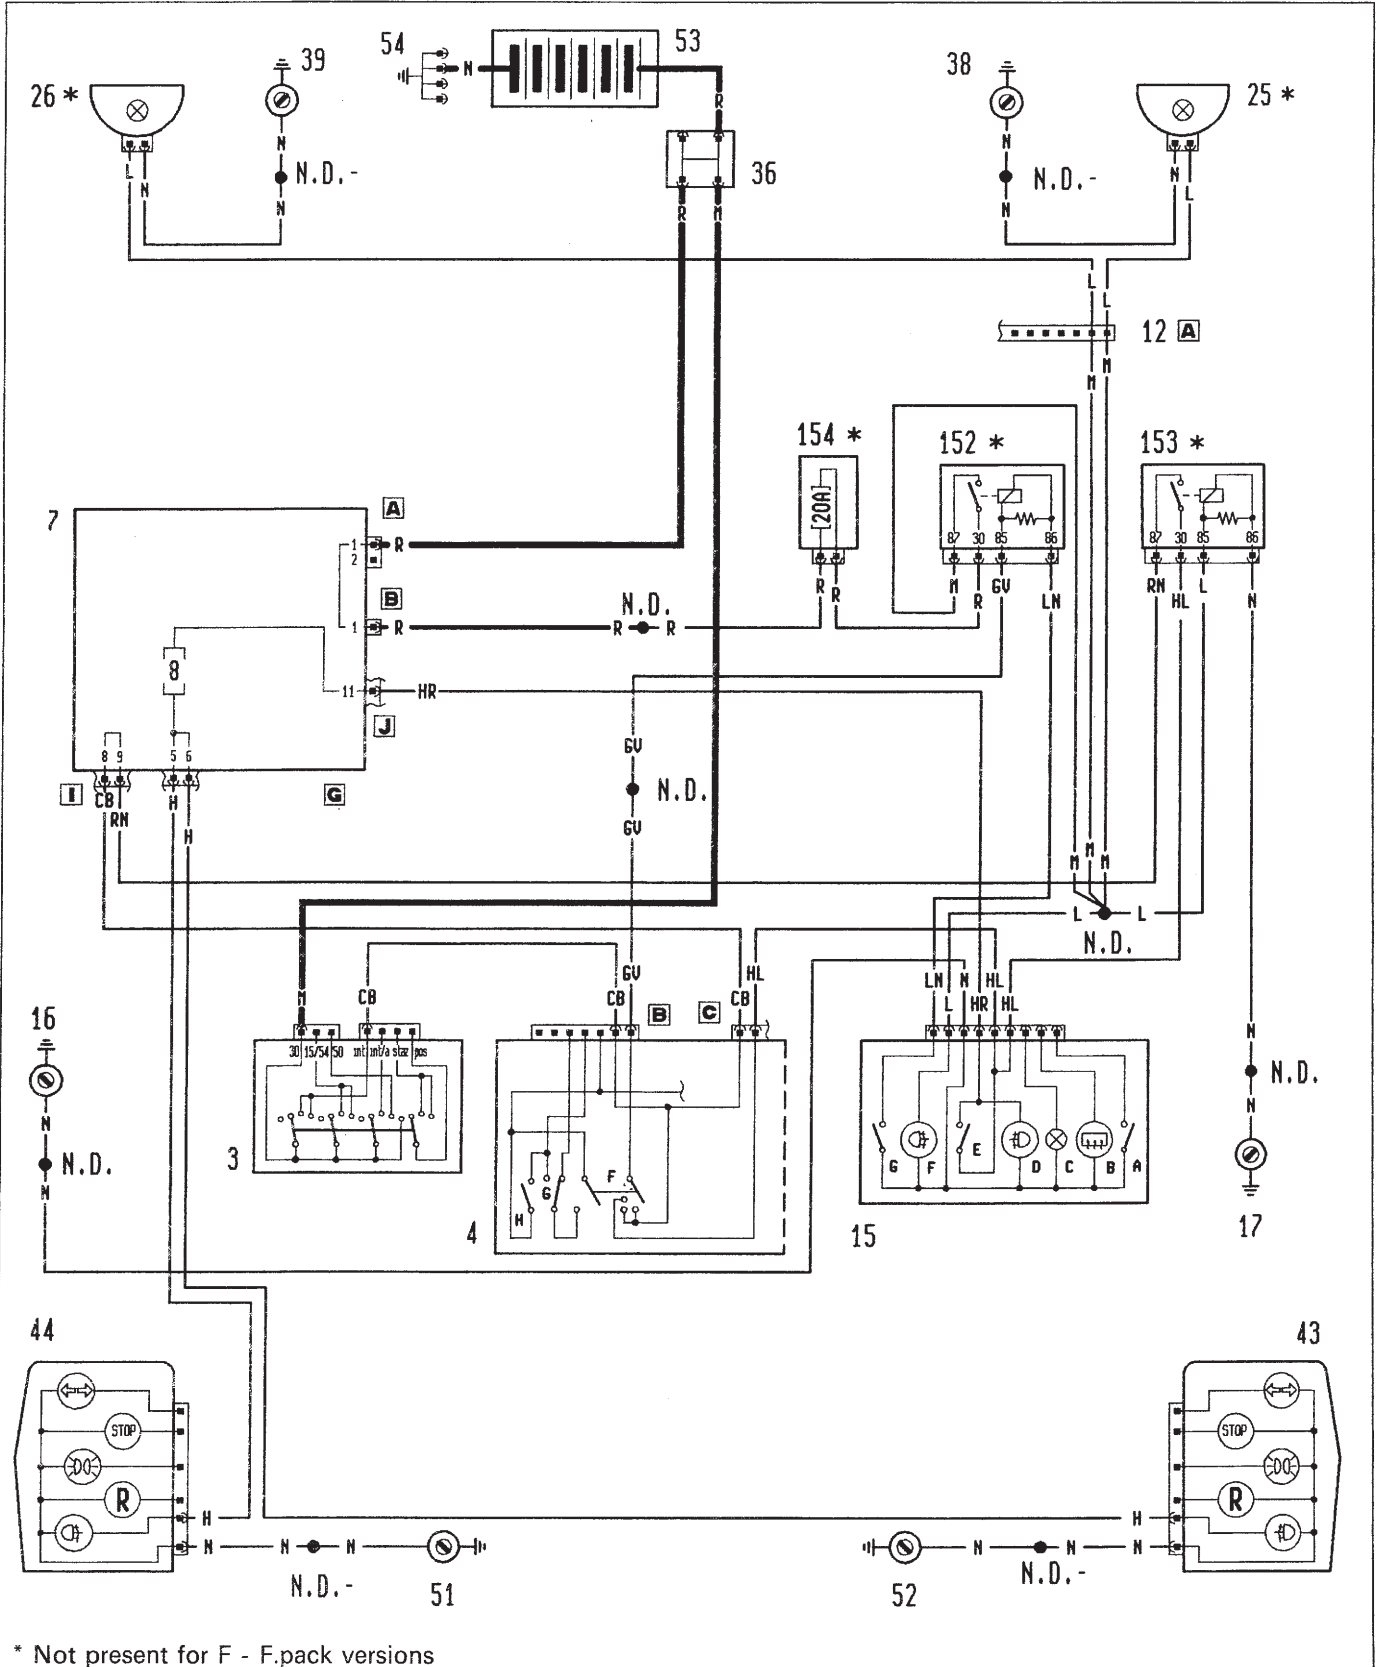 54
53
39
38
26 *
25 *
N
R
N
N
N.D.-
N.D.-
L
N
N
N
36
N
L
R
M
L
L
12 A
M
M
154 *
152 *
153 *
20A
87 30 85 86
87 30 85 86
7
A
1
2
R
M
R
GV
LN
RN
HL
L
N
R
R
B
1
R
N.D.
R
R
8
11
HR
J
GV
8 9 5 6
N.D.
I
G
CB
H
RN
H
GV
M
M
M
L
L
N.D.
GV
HL
LN
N
HL
M
CB
CB
CB
L
HR
HL
B
C
16
30 15/54 50 int int/a staz pos
N
N
N.D.
N
N.D.
N
3
G
F
E
D
C
B
A
H
G
F
4
15
17
44
43
STOP
STOP
R
R
H
H
N
N
N
N
N
N
N.D.-
51
52
N.D.-
* Not present for F - F.pack versions